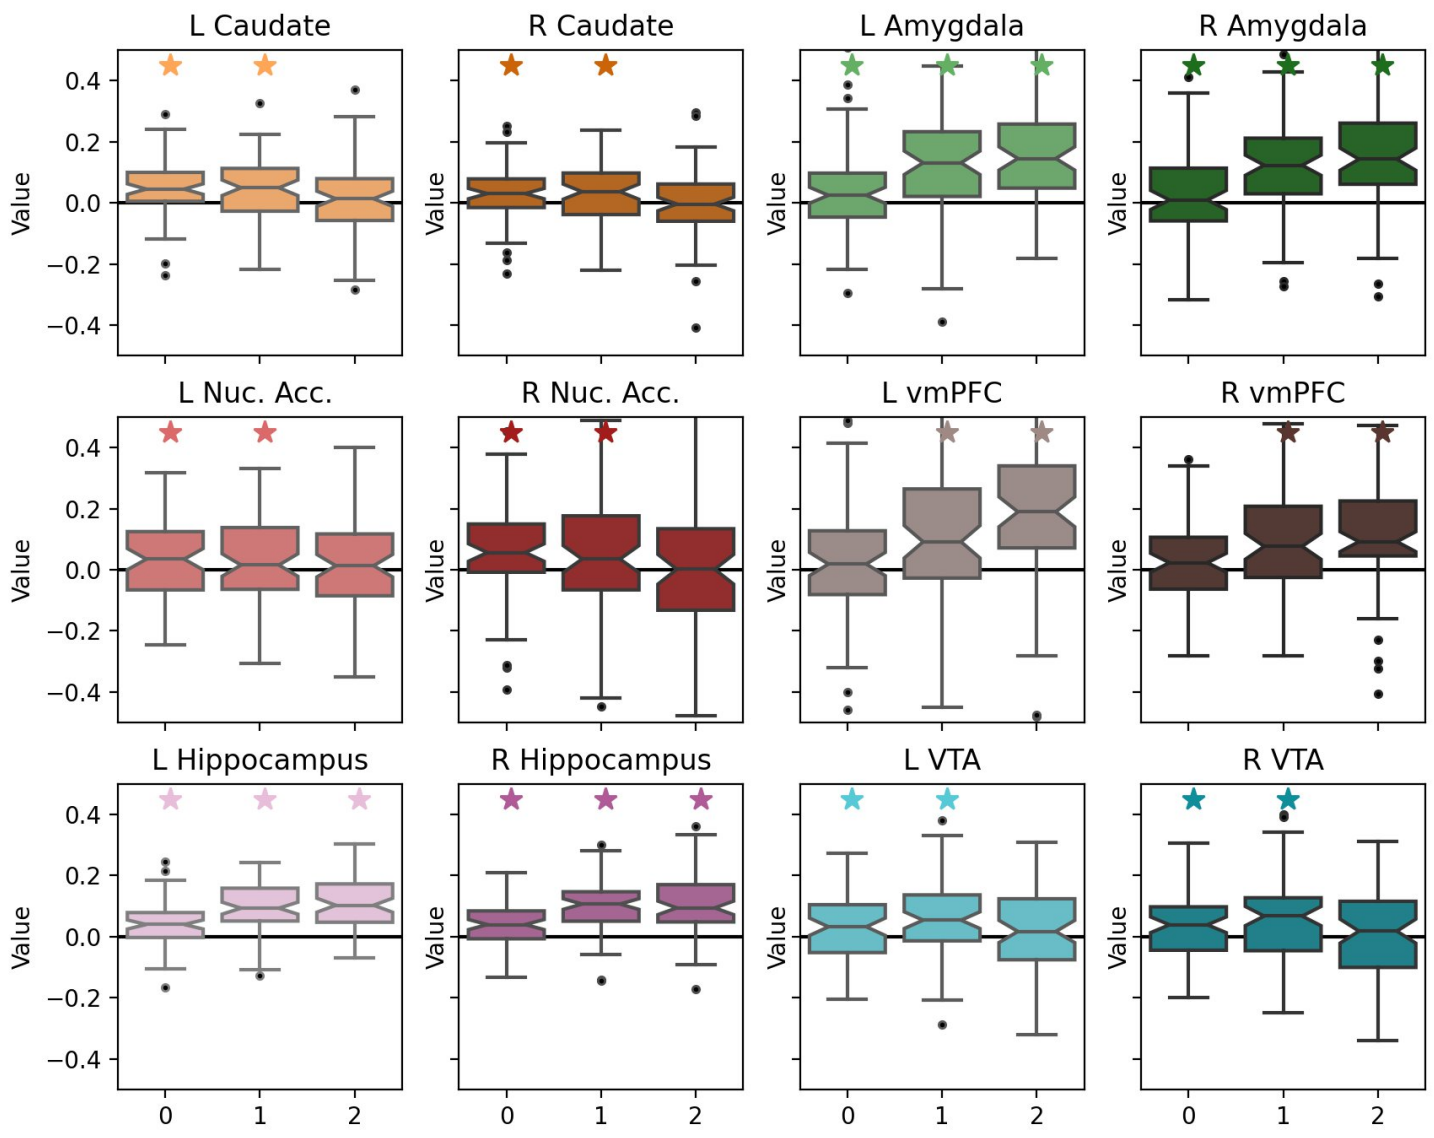 L Caudate
R Caudate
L Amygdala
R Amygdala
Value
0.4
0.2
0.0
−0.2
−0.4
Value
Value
Value
L Nuc. Acc.
R Nuc. Acc.
L vmPFC
R vmPFC
Value
0.4
0.2
0.0
−0.2
−0.4
Value
Value
Value
L Hippocampus
R Hippocampus
L VTA
R VTA
Value
0.4
0.2
0.0
−0.2
−0.4
Value
Value
Value
0 1 2
0 1 2
0 1 2
0 1 2